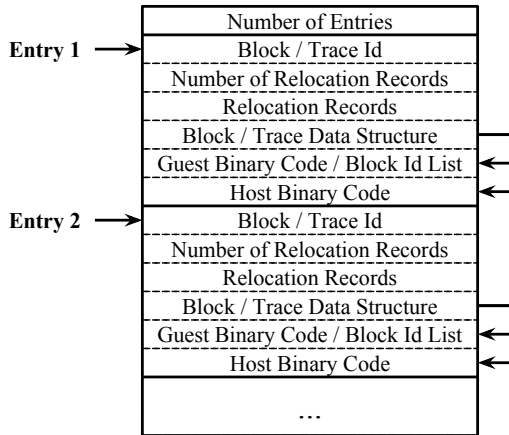 Number of Entries
Entry 1
Block / Trace Id
Number of Relocation Records
Relocation Records
Block / Trace Data Structure
Guest Binary Code / Block Id List
Host Binary Code
Entry 2
Block / Trace Id
Number of Relocation Records
Relocation Records
Block / Trace Data Structure
Guest Binary Code / Block Id List
Host Binary Code
...